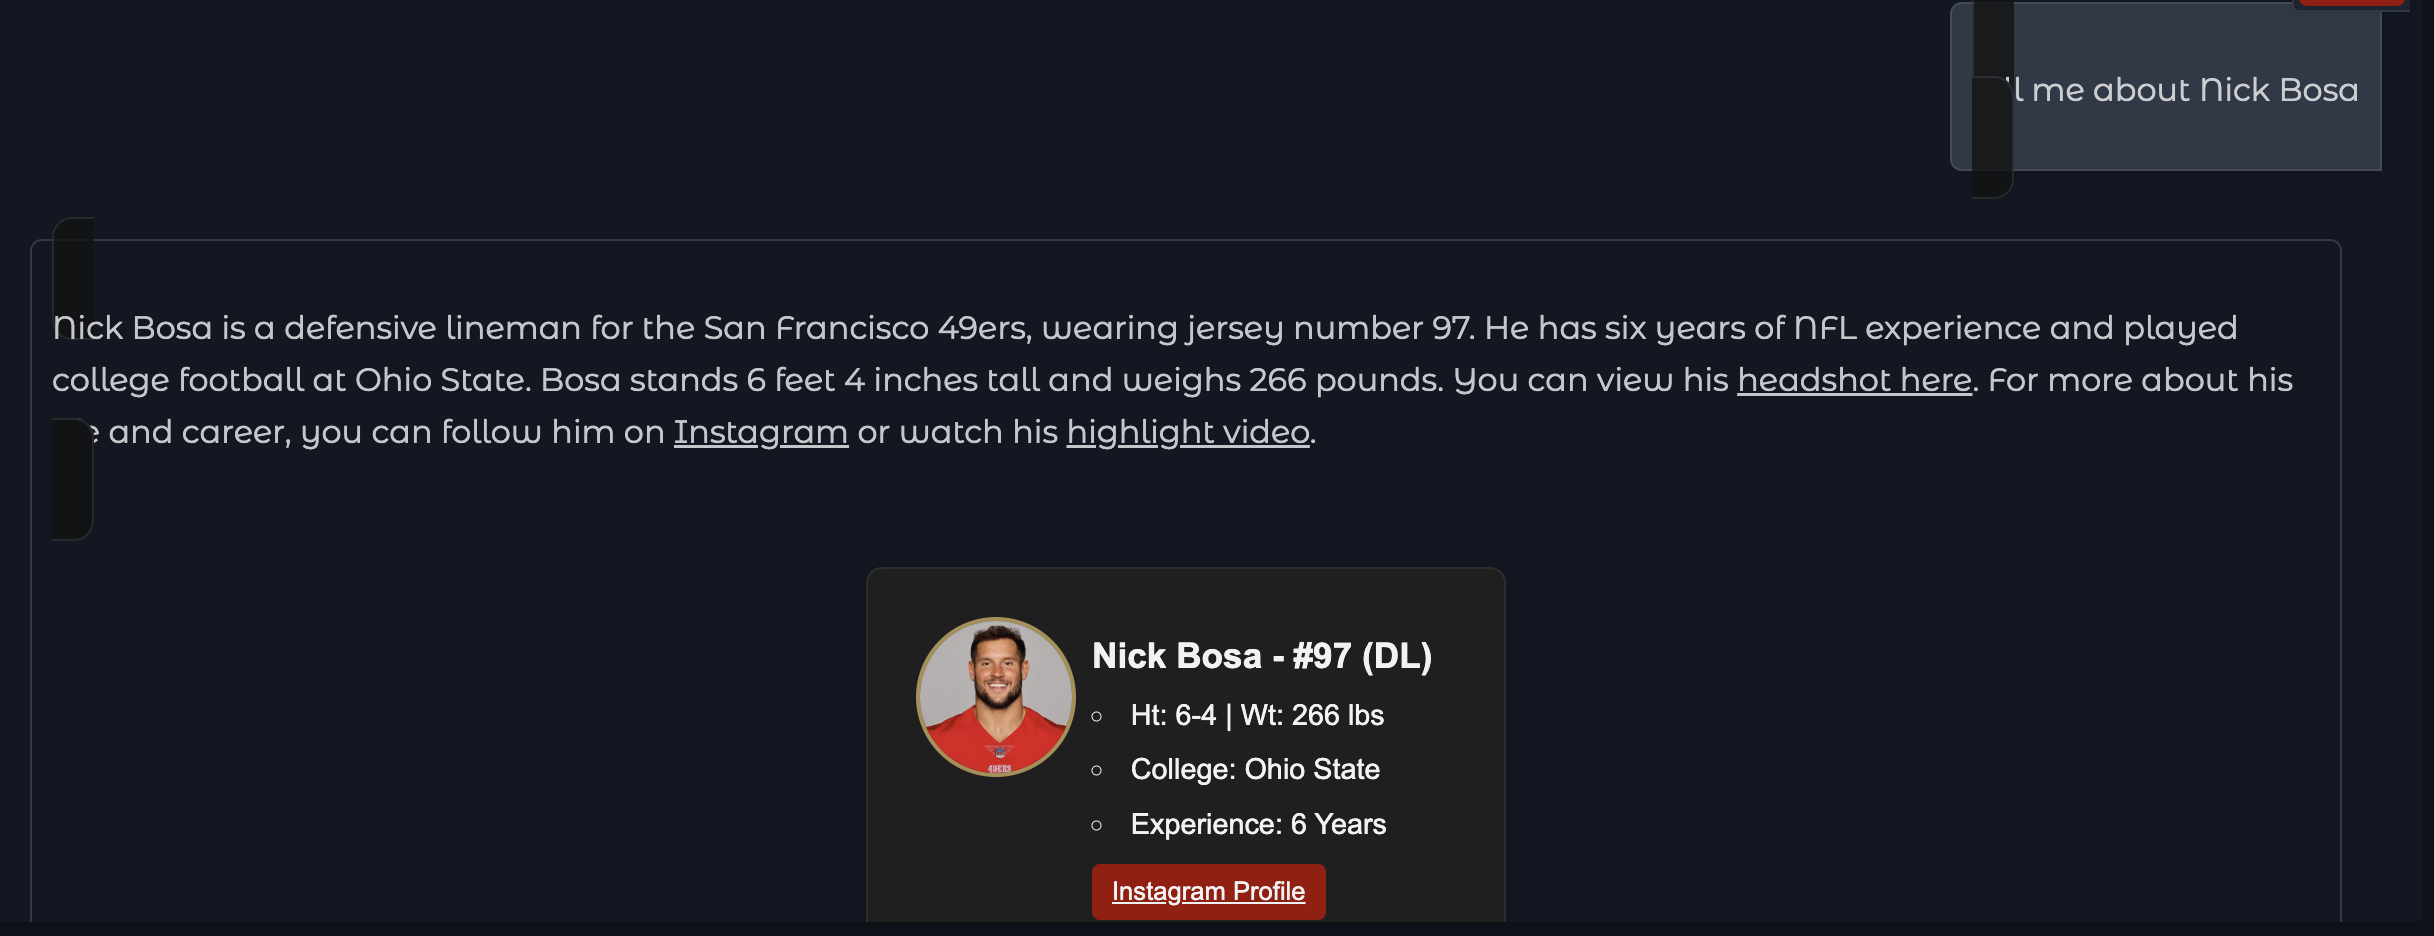 l me about Nick Bosa
Nick Bosa is a defensive lineman for the San Francisco 49ers, wearing jersey number 97. He has six years of NFL experience and played
college football at Ohio State. Bosa stands 6 feet 4 inches tall and weighs 266 pounds. You can view his headshot here. For more about his
and career, you can follow him on Instagram or watch his highlight video.
Nick Bosa - #97 (DL)
Ht: 6-4 | Wt: 266 lbs
College: Ohio State
Experience: 6 Years
Instagram Profile
49ERS